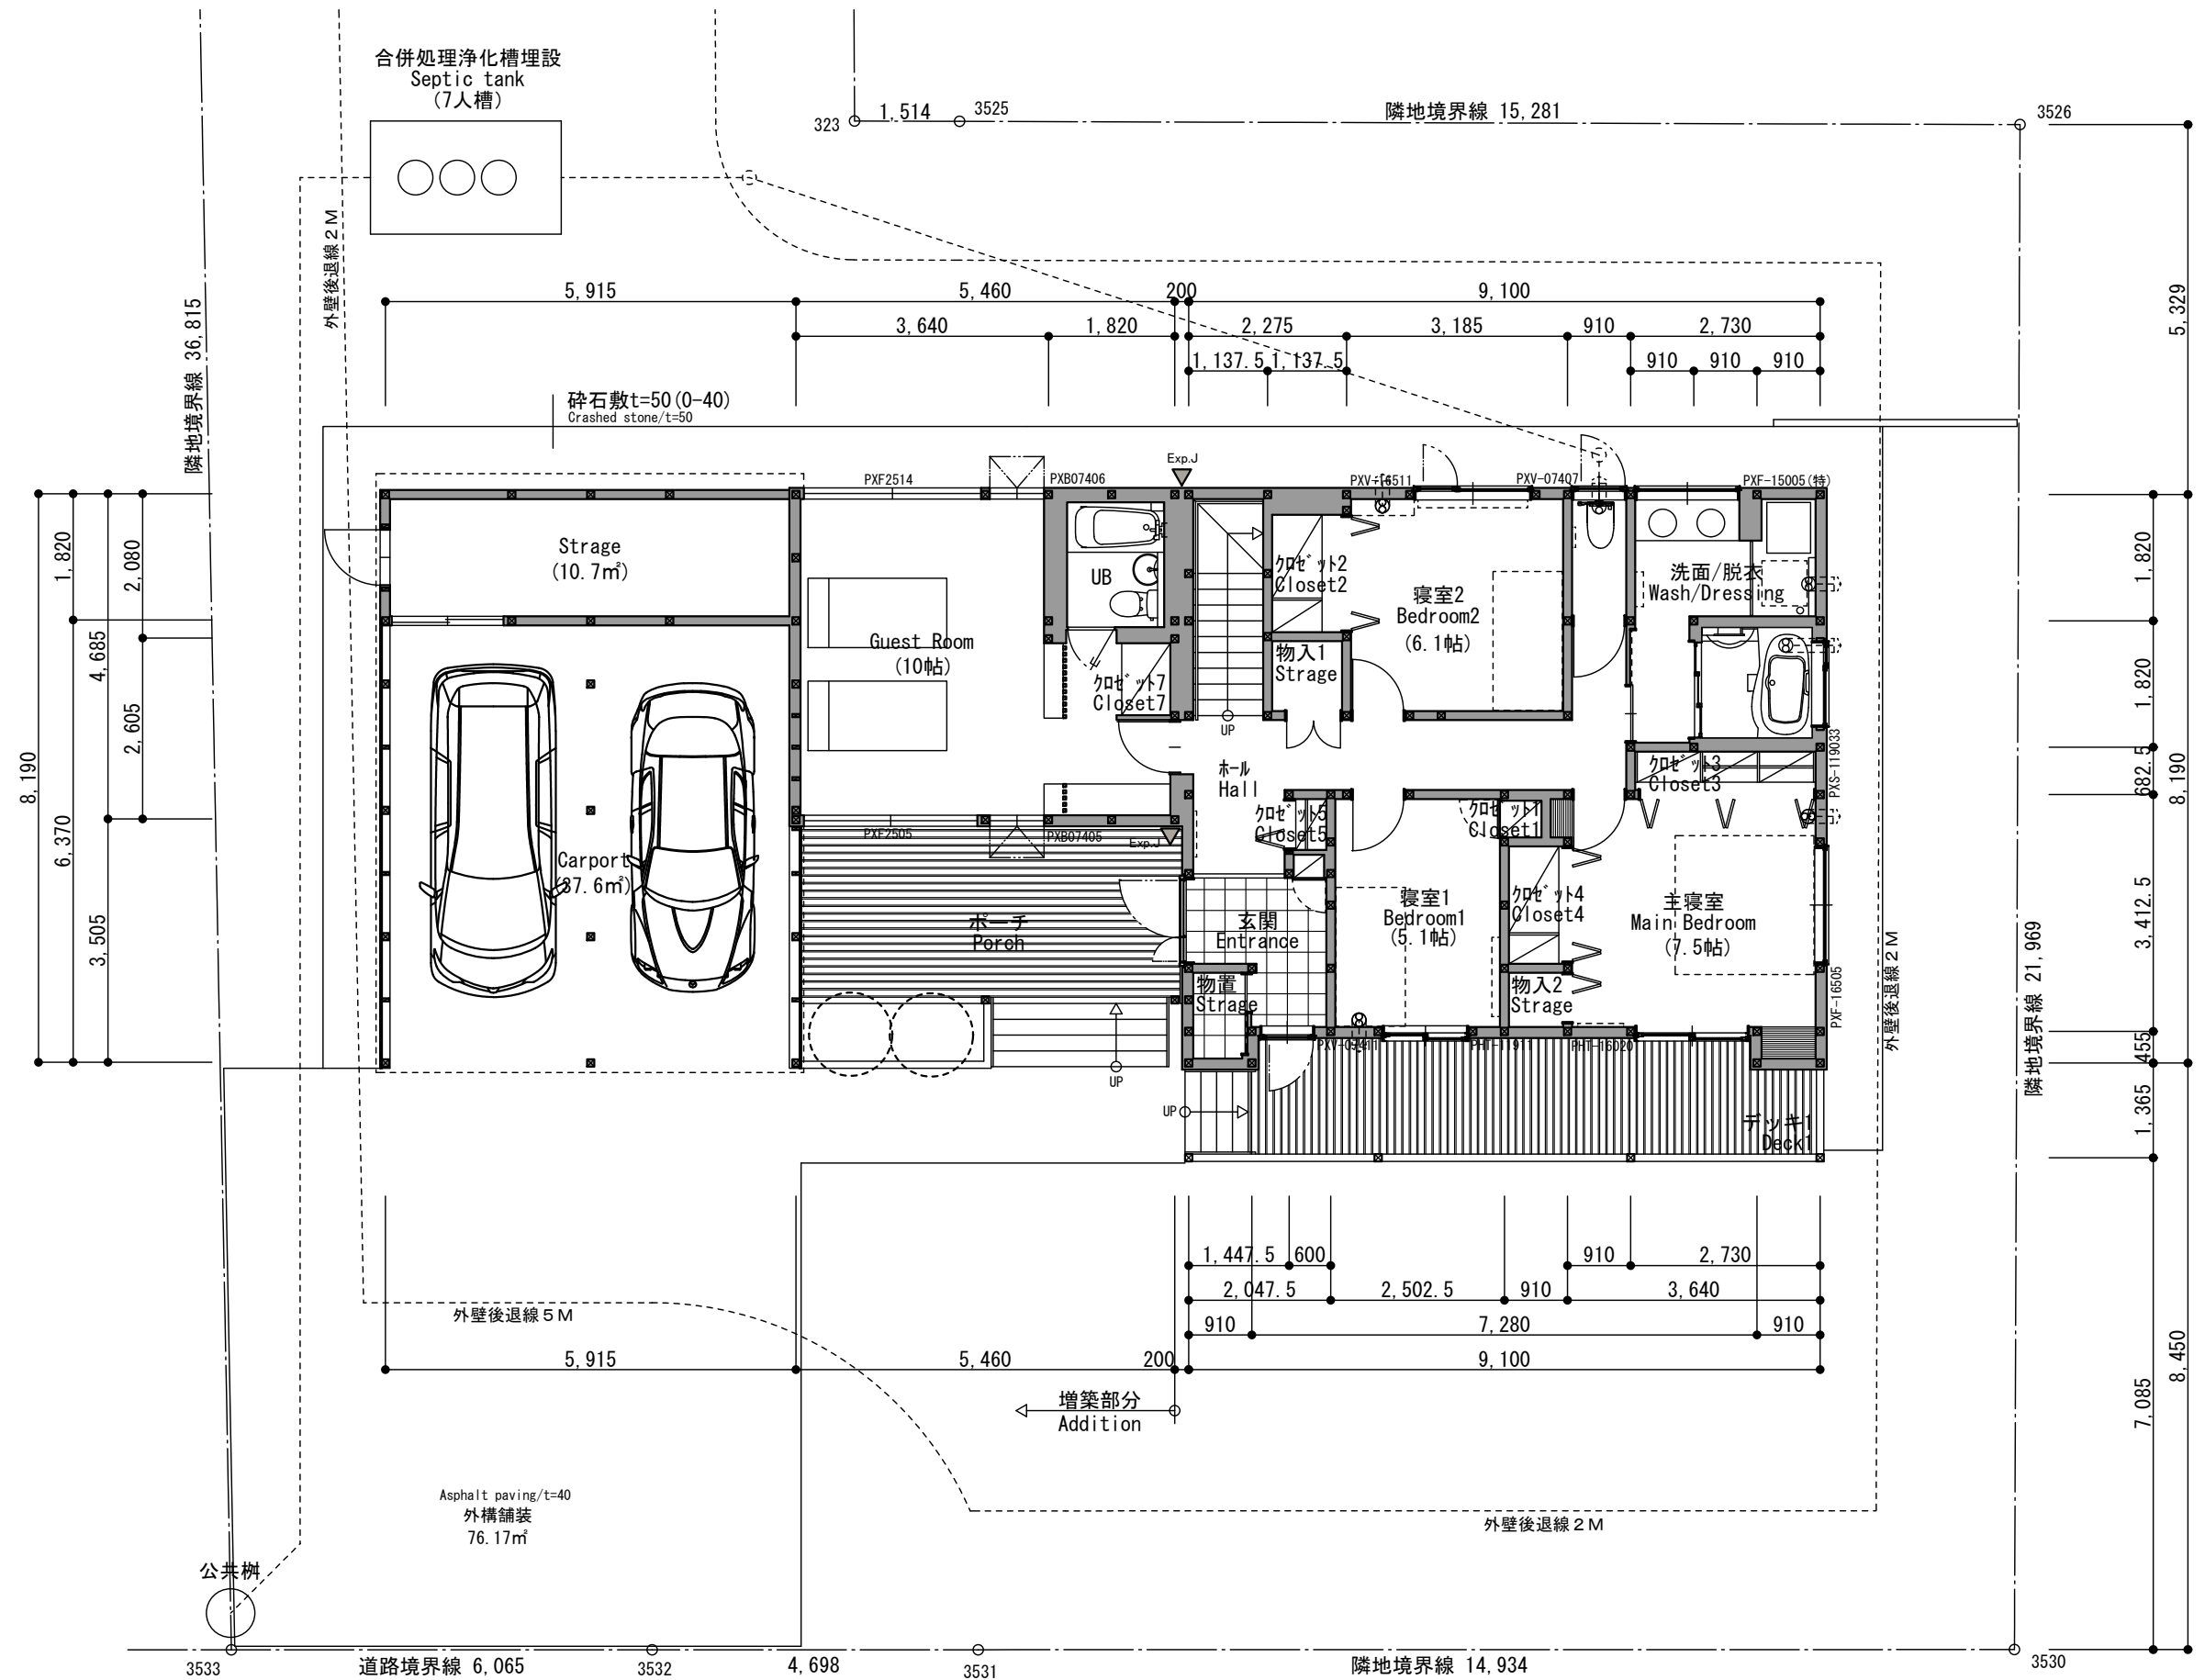 合併処理浄化槽埋設
Septic tank
(7人槽)
323
1,514
3525
隣地境界線 15,281
3526
隣地境界線 36,815
外壁後退線2M
5,915
5,460
200
9,100
5,329
3,640
1,820
2,275
3,185
910
2,730
1,137.5
1,137.5
910
910
910
砕石敷t=50(0-40)
Crashed stone/t=50
Exp.J
PXF2514
PXB07406
PXV-16511
PXV-07407
PXF-15005(特)
8,190
1,820
6,370
4,685
3,505
2,080
2,605
Strage
(10.7㎡)
UB
Guest Room
(10帖)
クロゼット7
Closet7
クロゼット2
Closet2
寝室2
Bedroom2
(6.1帖)
洗面/脱衣
Wash/Dressing
物入1
Strage
UP
ホール
Hall
クロゼット3
Closet3
PXS-119033
クロゼット5
Closet5
クロゼット1
Closet1
PXF2505
PXB07405
Exp.J
Carport
(37.6㎡)
ポーチ
Porch
玄関
Entrance
寝室1
Bedroom1
(5.1帖)
クロゼット4
Closet4
主寝室
Main Bedroom
(7.5帖)
物置
Strage
物入2
Strage
PXF-16505
PXV-07411
PHT-11911
PHT-16020
UP
UP
デッキ1
Deck1
外壁後退線2M
隣地境界線 21,969
1,820
1,820
682.5
3,412.5
455
1,365
7,085
8,190
8,450
1,447.5
600
910
2,730
2,047.5
2,502.5
910
3,640
910
7,280
910
5,915
5,460
200
9,100
外壁後退線5M
増築部分
Addition
Asphalt paving/t=40
外構舗装
76.17㎡
外壁後退線2M
公共桝
3533
道路境界線 6,065
3532
4,698
3531
隣地境界線 14,934
3530